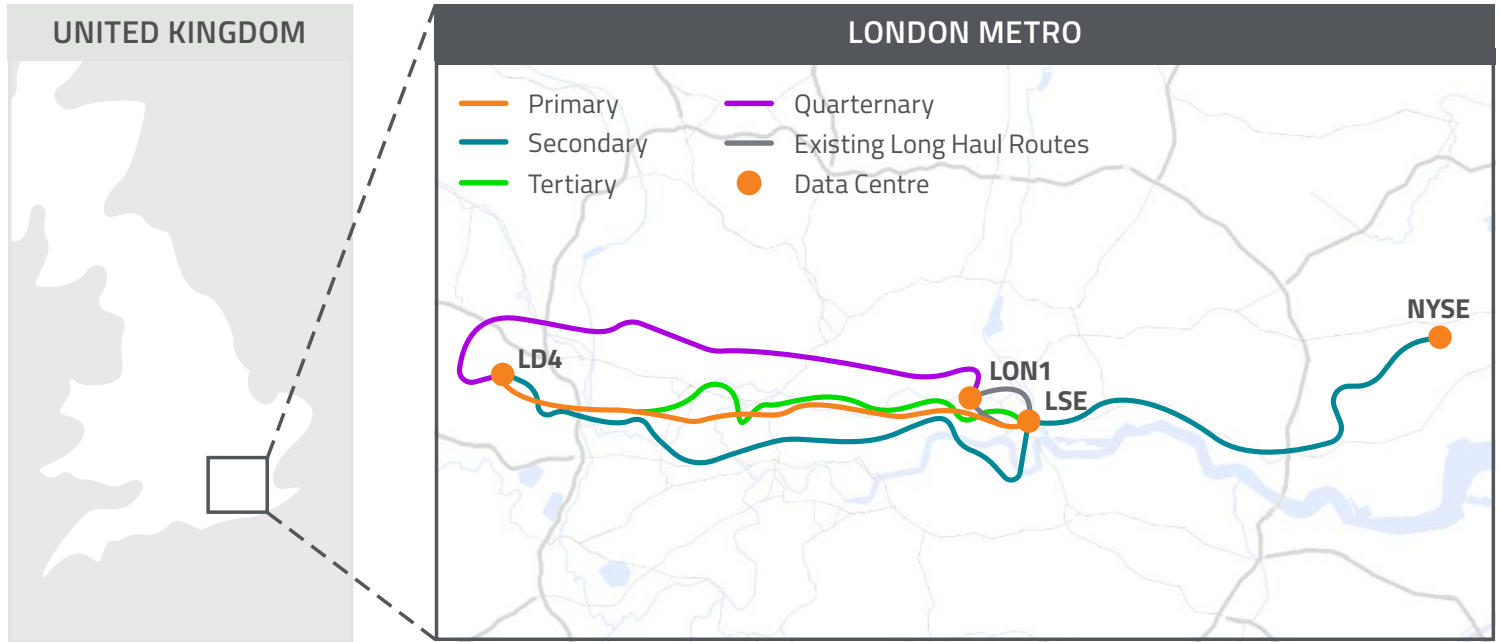 UNITED KINGDOM
LONDON METRO
Primary
Secondary
Tertiary
Quarternary
Existing Long Haul Routes
Data Centre
NYSE
LD4
LON1
LSE